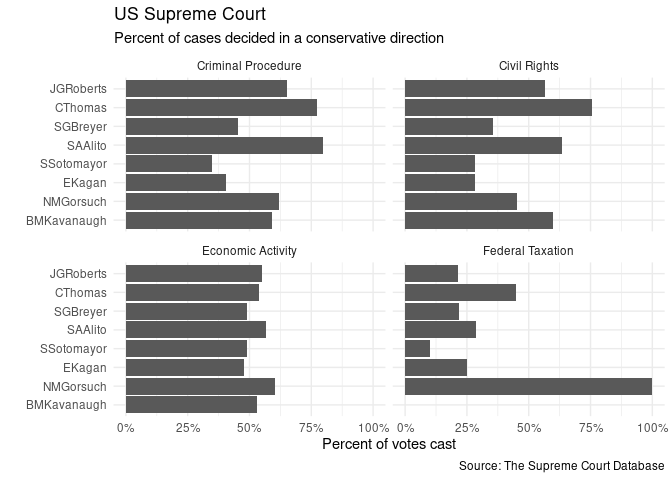 US Supreme Court
Percent of cases decided in a conservative direction
Criminal Procedure
Civil Rights
JGRoberts
CThomas
SGBreyer
SAAlito
SSotomayor
EKagan
NMGorsuch
BMKavanaugh
Economic Activity
Federal Taxation
JGRoberts
CThomas
SGBreyer
SAAlito
SSotomayor
EKagan
NMGorsuch
BMKavanaugh
0% 25% 50% 75% 100% 0% 25% 50% 75% 100%
Percent of votes cast
Source: The Supreme Court Database